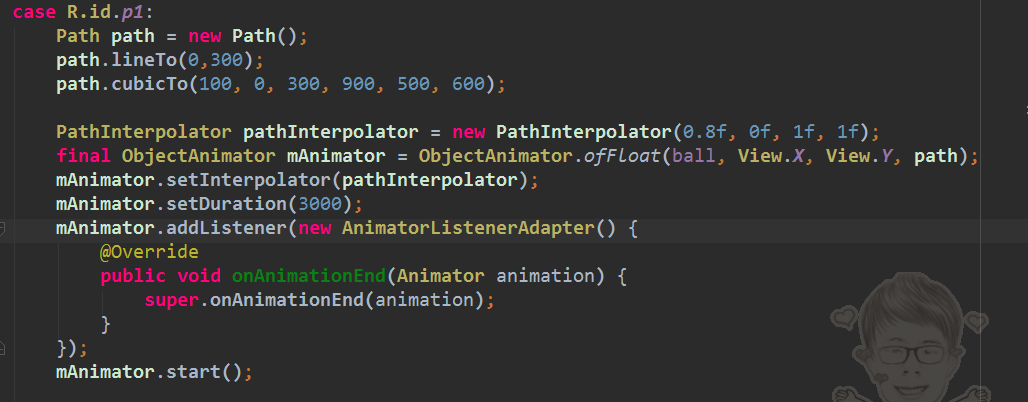 case R.id.p1:
    Path path = new Path();
    path.lineTo(0,300);
    path.cubicTo(100, 0, 300, 900, 500, 600);

    PathInterpolator pathInterpolator = new PathInterpolator(0.8f, 0f, 1f, 1f);
    final ObjectAnimator mAnimator = ObjectAnimator.ofFloat(ball, View.X, View.Y, path);
    mAnimator.setInterpolator(pathInterpolator);
    mAnimator.setDuration(3000);
    mAnimator.addListener(new AnimatorListenerAdapter() {
        @Override
        public void onAnimationEnd(Animator animation) {
            super.onAnimationEnd(animation);
        }
    });
    mAnimator.start();